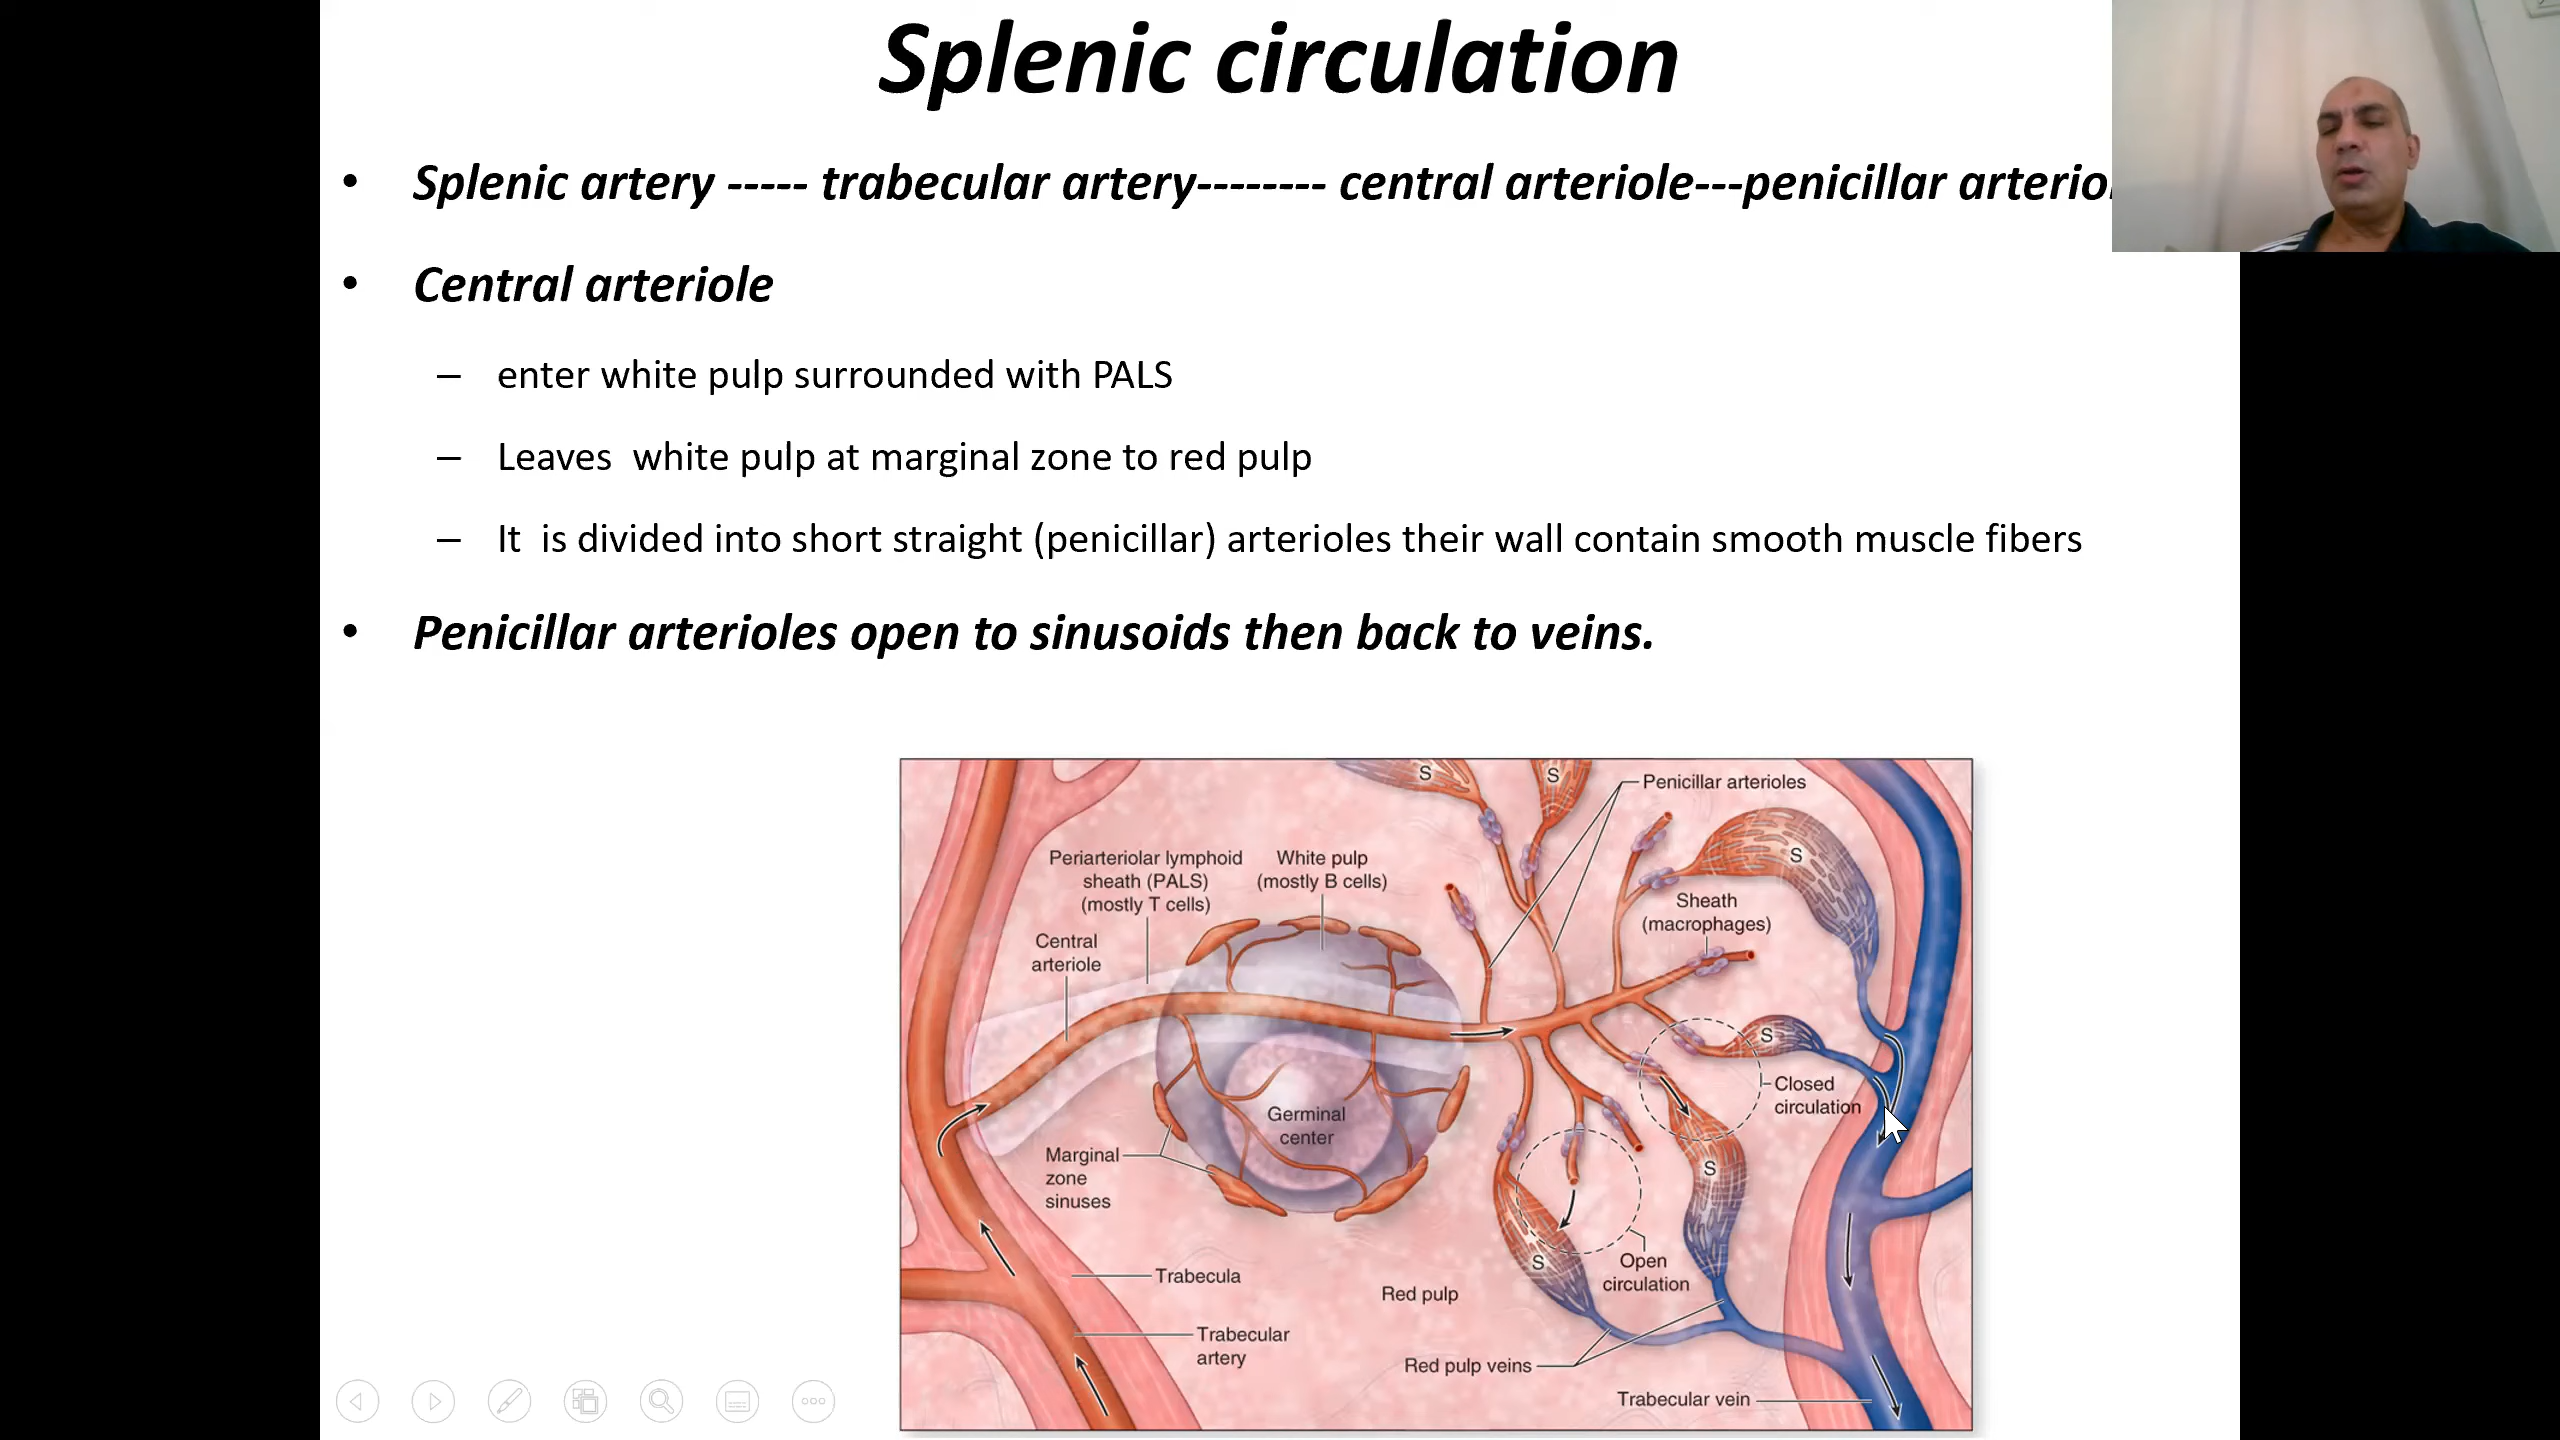 Splenic circulation
• Splenic artery ----- trabecular artery-------- central arteriole---penicillar
• Central arteriole
– enter white pulp surrounded with PALS
– Leaves  white pulp at marginal zone to red pulp
– It  is divided into short straight (penicillar) arterioles their wall contain smooth muscle fibers
• Penicillar arterioles open to sinusoids then back to veins.
S
S
Penicillar arterioles
S
Periarteriolar lymphoid
sheath (PALS)
(mostly T cells)
White pulp
(mostly B cells)
Sheath
(macrophages)
Central
arteriole
S
Closed
circulation
Germinal
center
Marginal
zone
sinuses
S
S
Open
circulation
Trabecula
Red pulp
Trabecular
artery
Red pulp veins
Trabecular vein